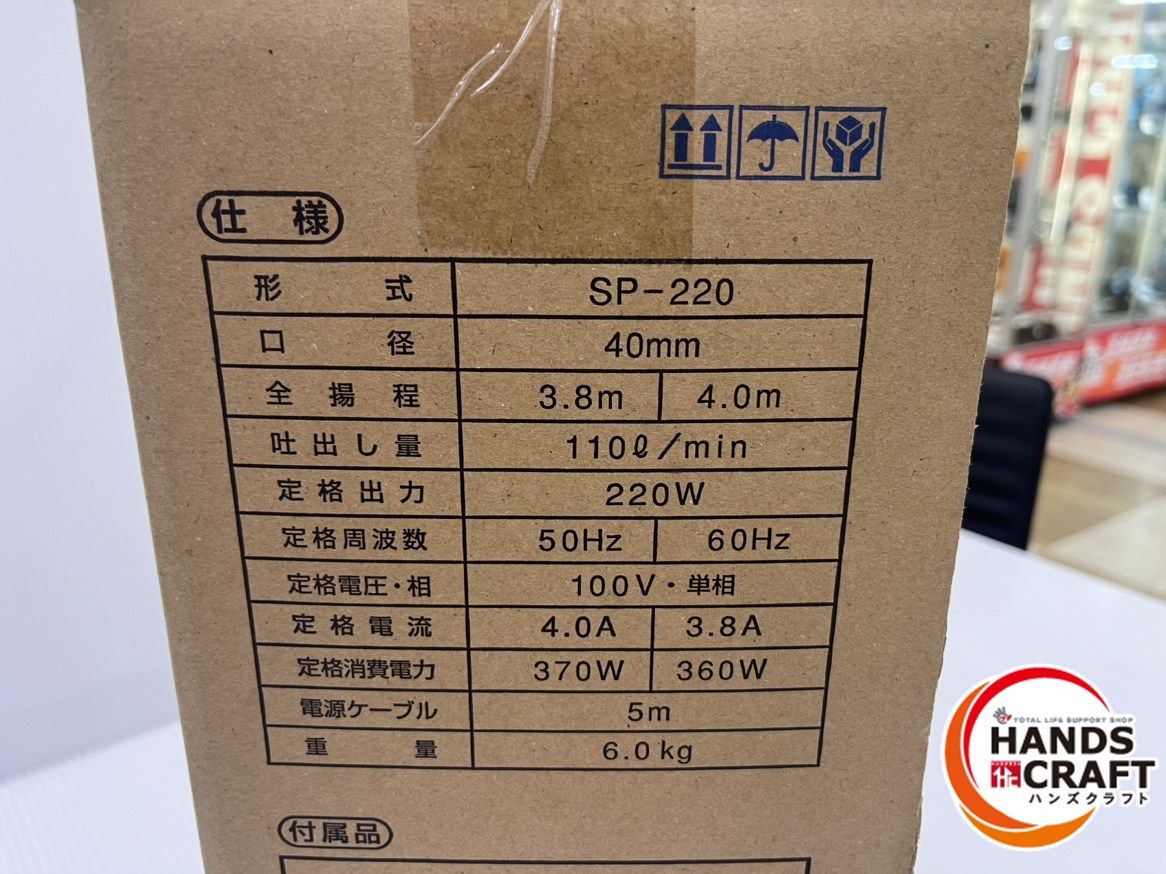 仕 様
形 式 SP-220
口 径 40mm
全 揚 程 3.8m 4.0m
吐出し量 110ℓ/min
定格出力 220W
定格周波数 50Hz 60Hz
定格電圧・相 100V・単相
定格電流 4.0A 3.8A
定格消費電力 370W 360W
電源ケーブル 5m
重 量 6.0kg
付属品
TOTAL LIFE SUPPORT SHOP
HANDS
CRAFT
ハンズクラフト